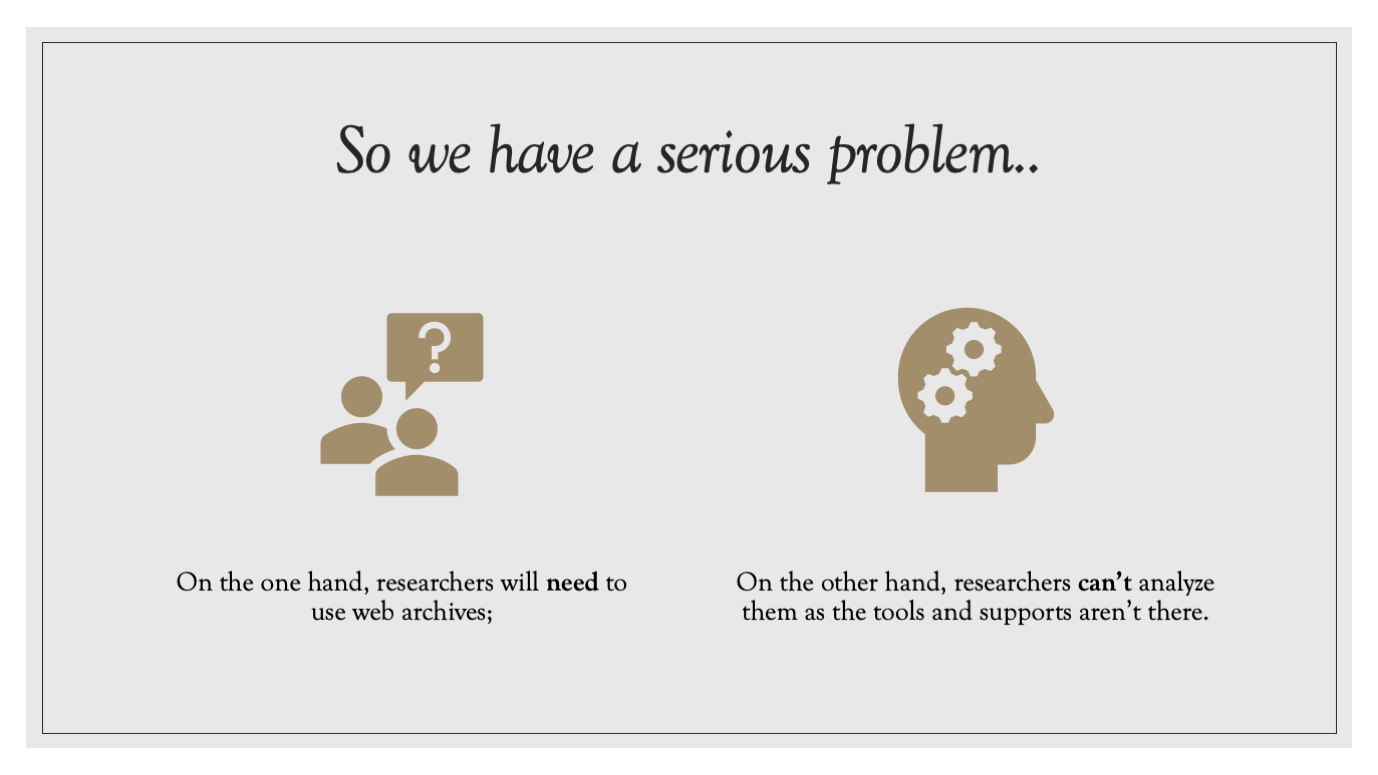 So we have a serious problem..
?
On the one hand, researchers will need to
use web archives;
On the other hand, researchers can’t analyze
them as the tools and supports aren’t there.